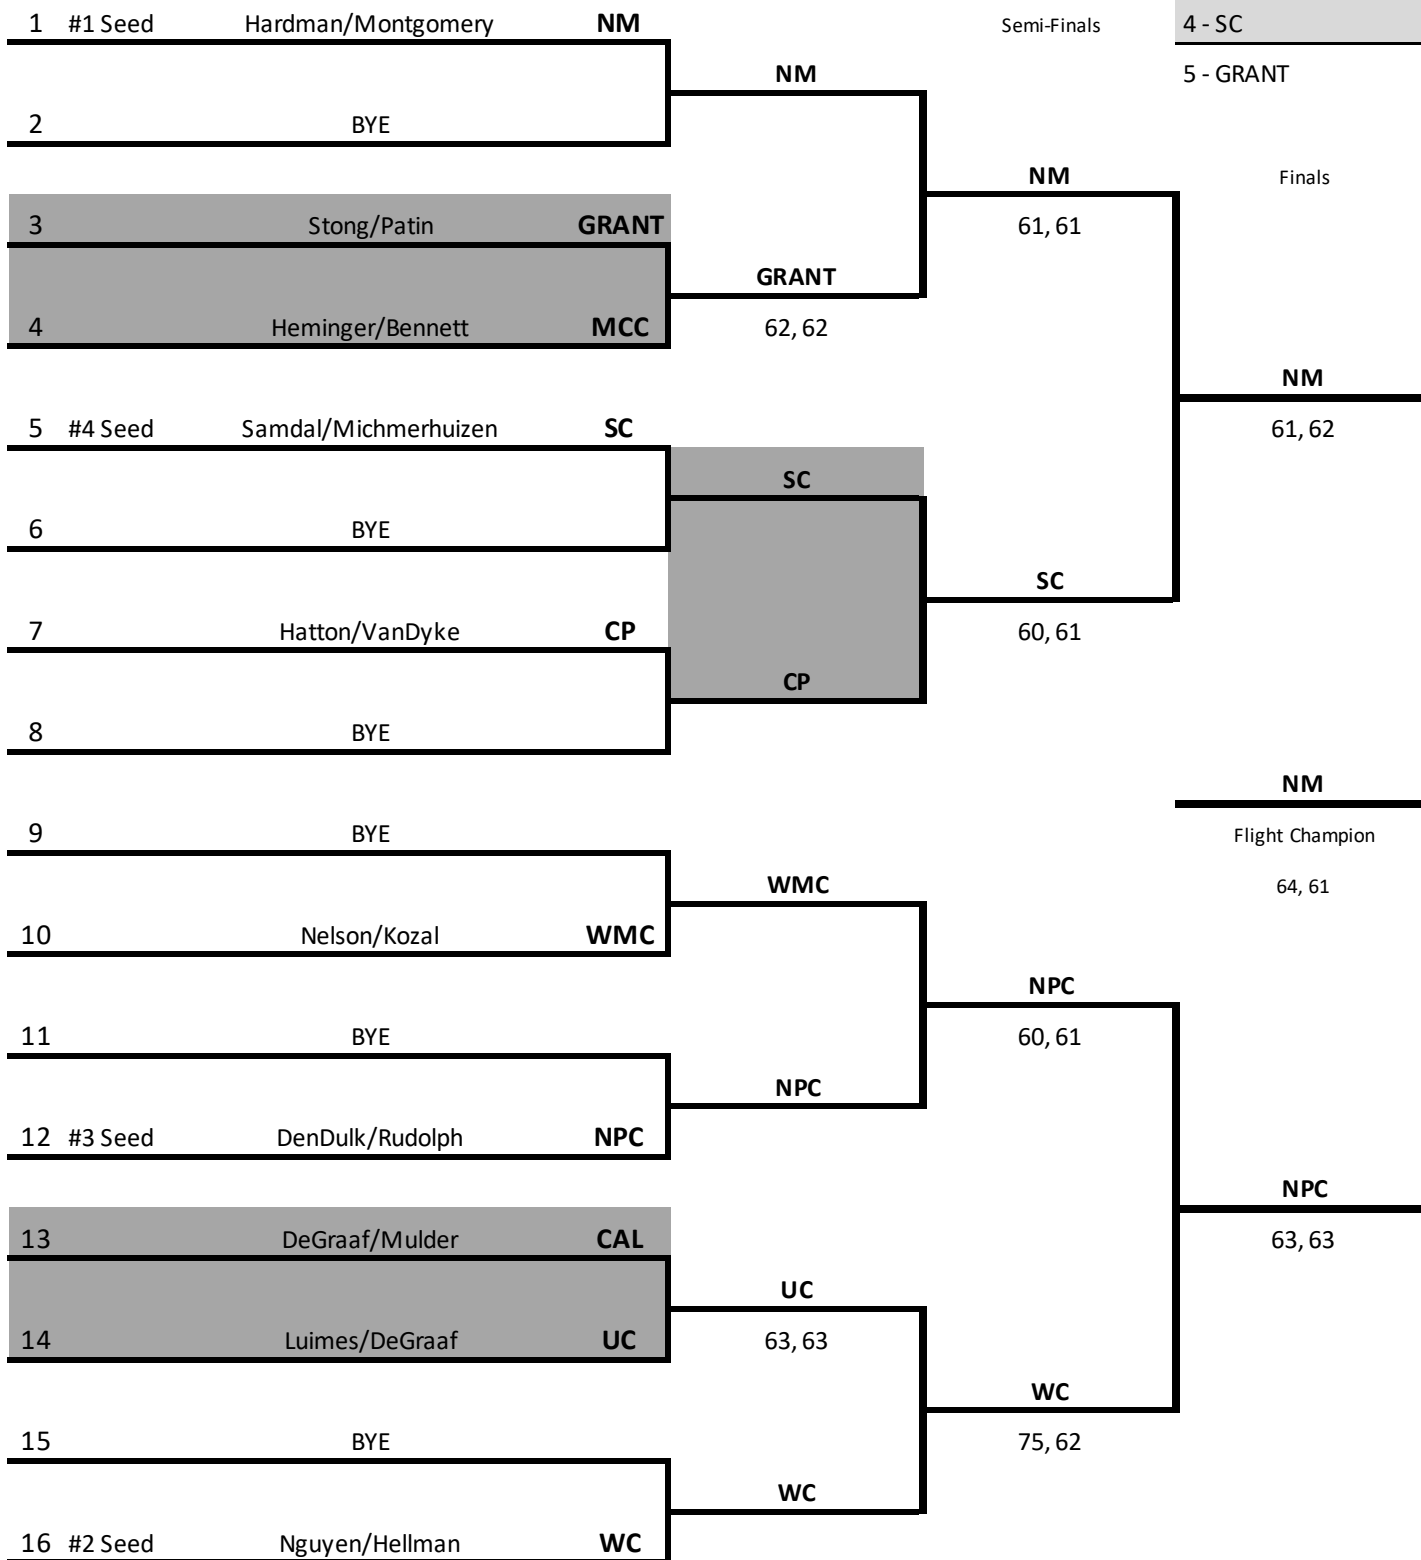 1 #1 Seed Hardman/Montgomery NM Semi-Finals 4 - SC
NM 5 - GRANT
2 BYE
NM Finals
3 Stong/Patin GRANT 61, 61
GRANT
4 Heminger/Bennett MCC 62, 62
NM
5 #4 Seed Samdal/Michmerhuizen SC 61, 62
SC
6 BYE
SC
7 Hatton/VanDyke CP 60, 61
CP
8 BYE
NM
9 BYE Flight Champion
WMC 64, 61
10 Nelson/Kozal WMC
NPC
11 BYE 60, 61
NPC
12 #3 Seed DenDulk/Rudolph NPC
NPC
13 DeGraaf/Mulder CAL 63, 63
UC
14 Luimes/DeGraaf UC 63, 63
WC
15 BYE 75, 62
WC
16 #2 Seed Nguyen/Hellman WC